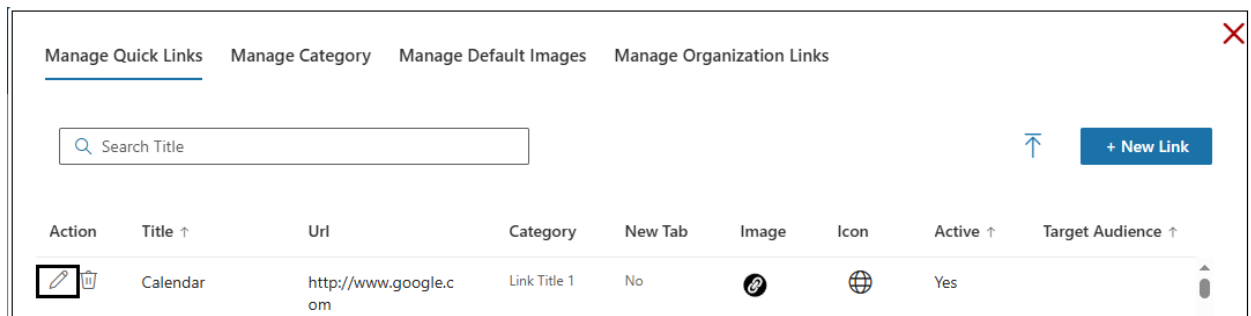 Manage Quick Links Manage Category Manage Default Images Manage Organization Links
Search Title
+ New Link
Action Title ↑ Url Category New Tab Image Icon Active ↑ Target Audience ↑
Calendar http://www.google.c Link Title 1 No Yes
om